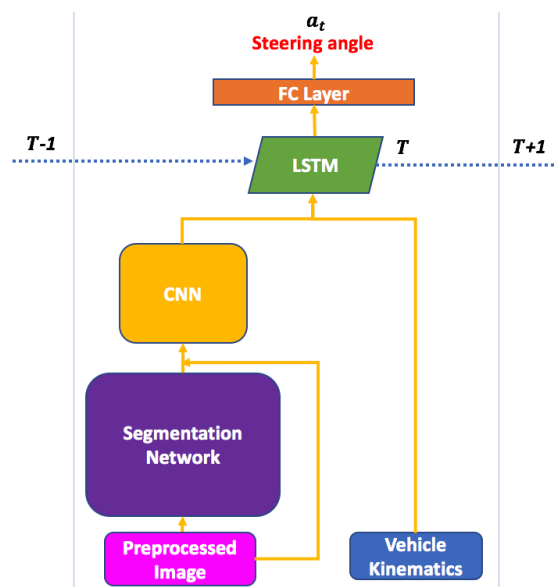 a_t
Steering angle
FC Layer
T-1
T
T+1
LSTM
CNN
Segmentation
Network
Preprocessed
Image
Vehicle
Kinematics